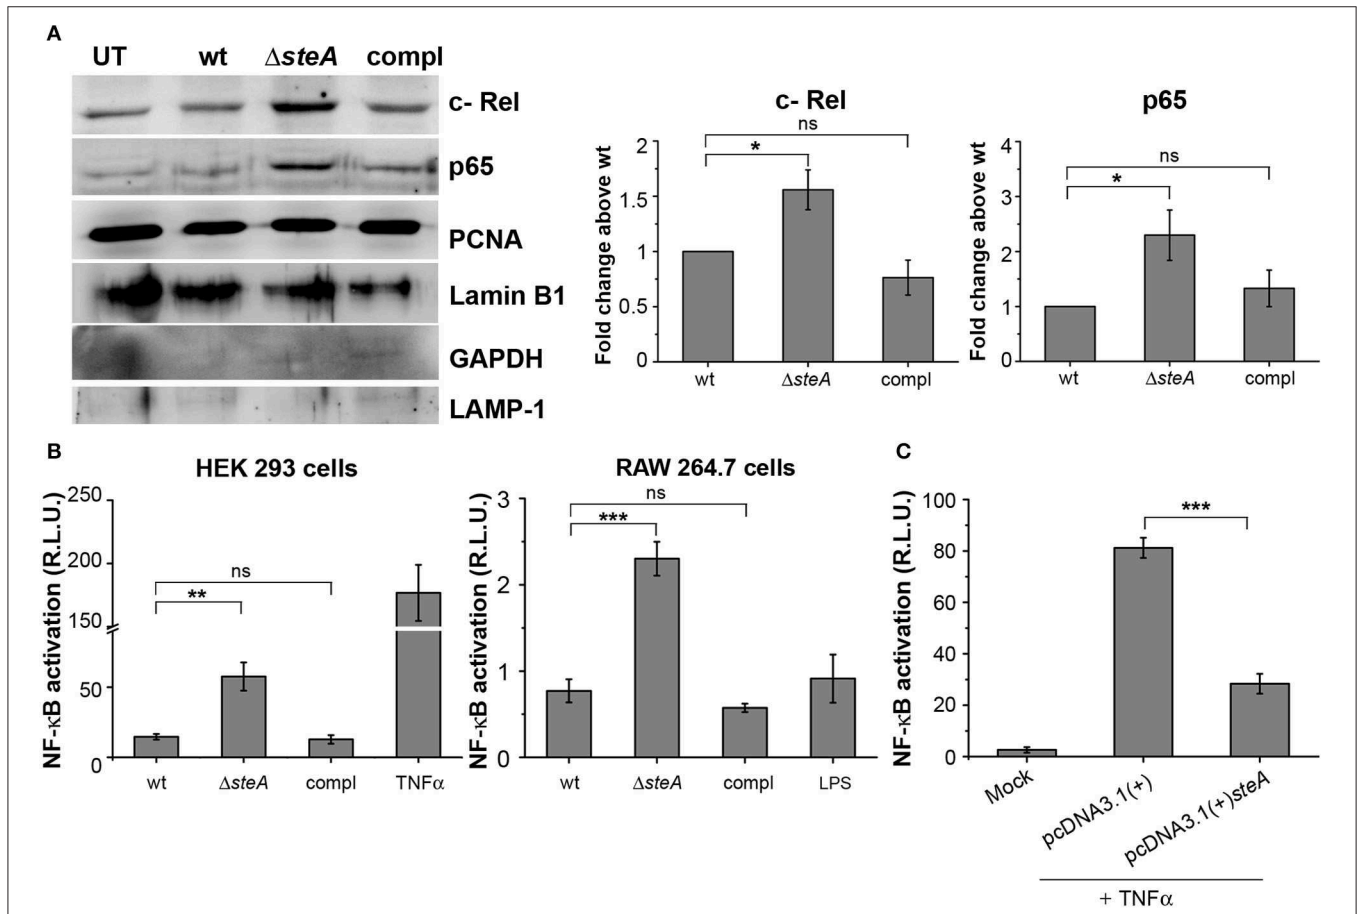 A
UT wt ΔsteA compl
c- Rel
p65
PCNA
Lamin B1
GAPDH
LAMP-1
c- Rel
Fold change above wt
2
1.5
1
0.5
0
ns
*
wt ΔsteA compl
p65
Fold change above wt
4
3
2
1
0
ns
*
wt ΔsteA compl
B
HEK 293 cells
NF-κB activation (R.L.U.)
250
200
150
50
0
ns
**
wt ΔsteA compl TNFα
RAW 264.7 cells
NF-κB activation (R.L.U.)
3
2
1
0
ns
***
wt ΔsteA compl LPS
C
NF-κB activation (R.L.U.)
100
80
60
40
20
0
***
Mock
pcDNA3.1(+)
pcDNA3.1(+)steA
+ TNFα